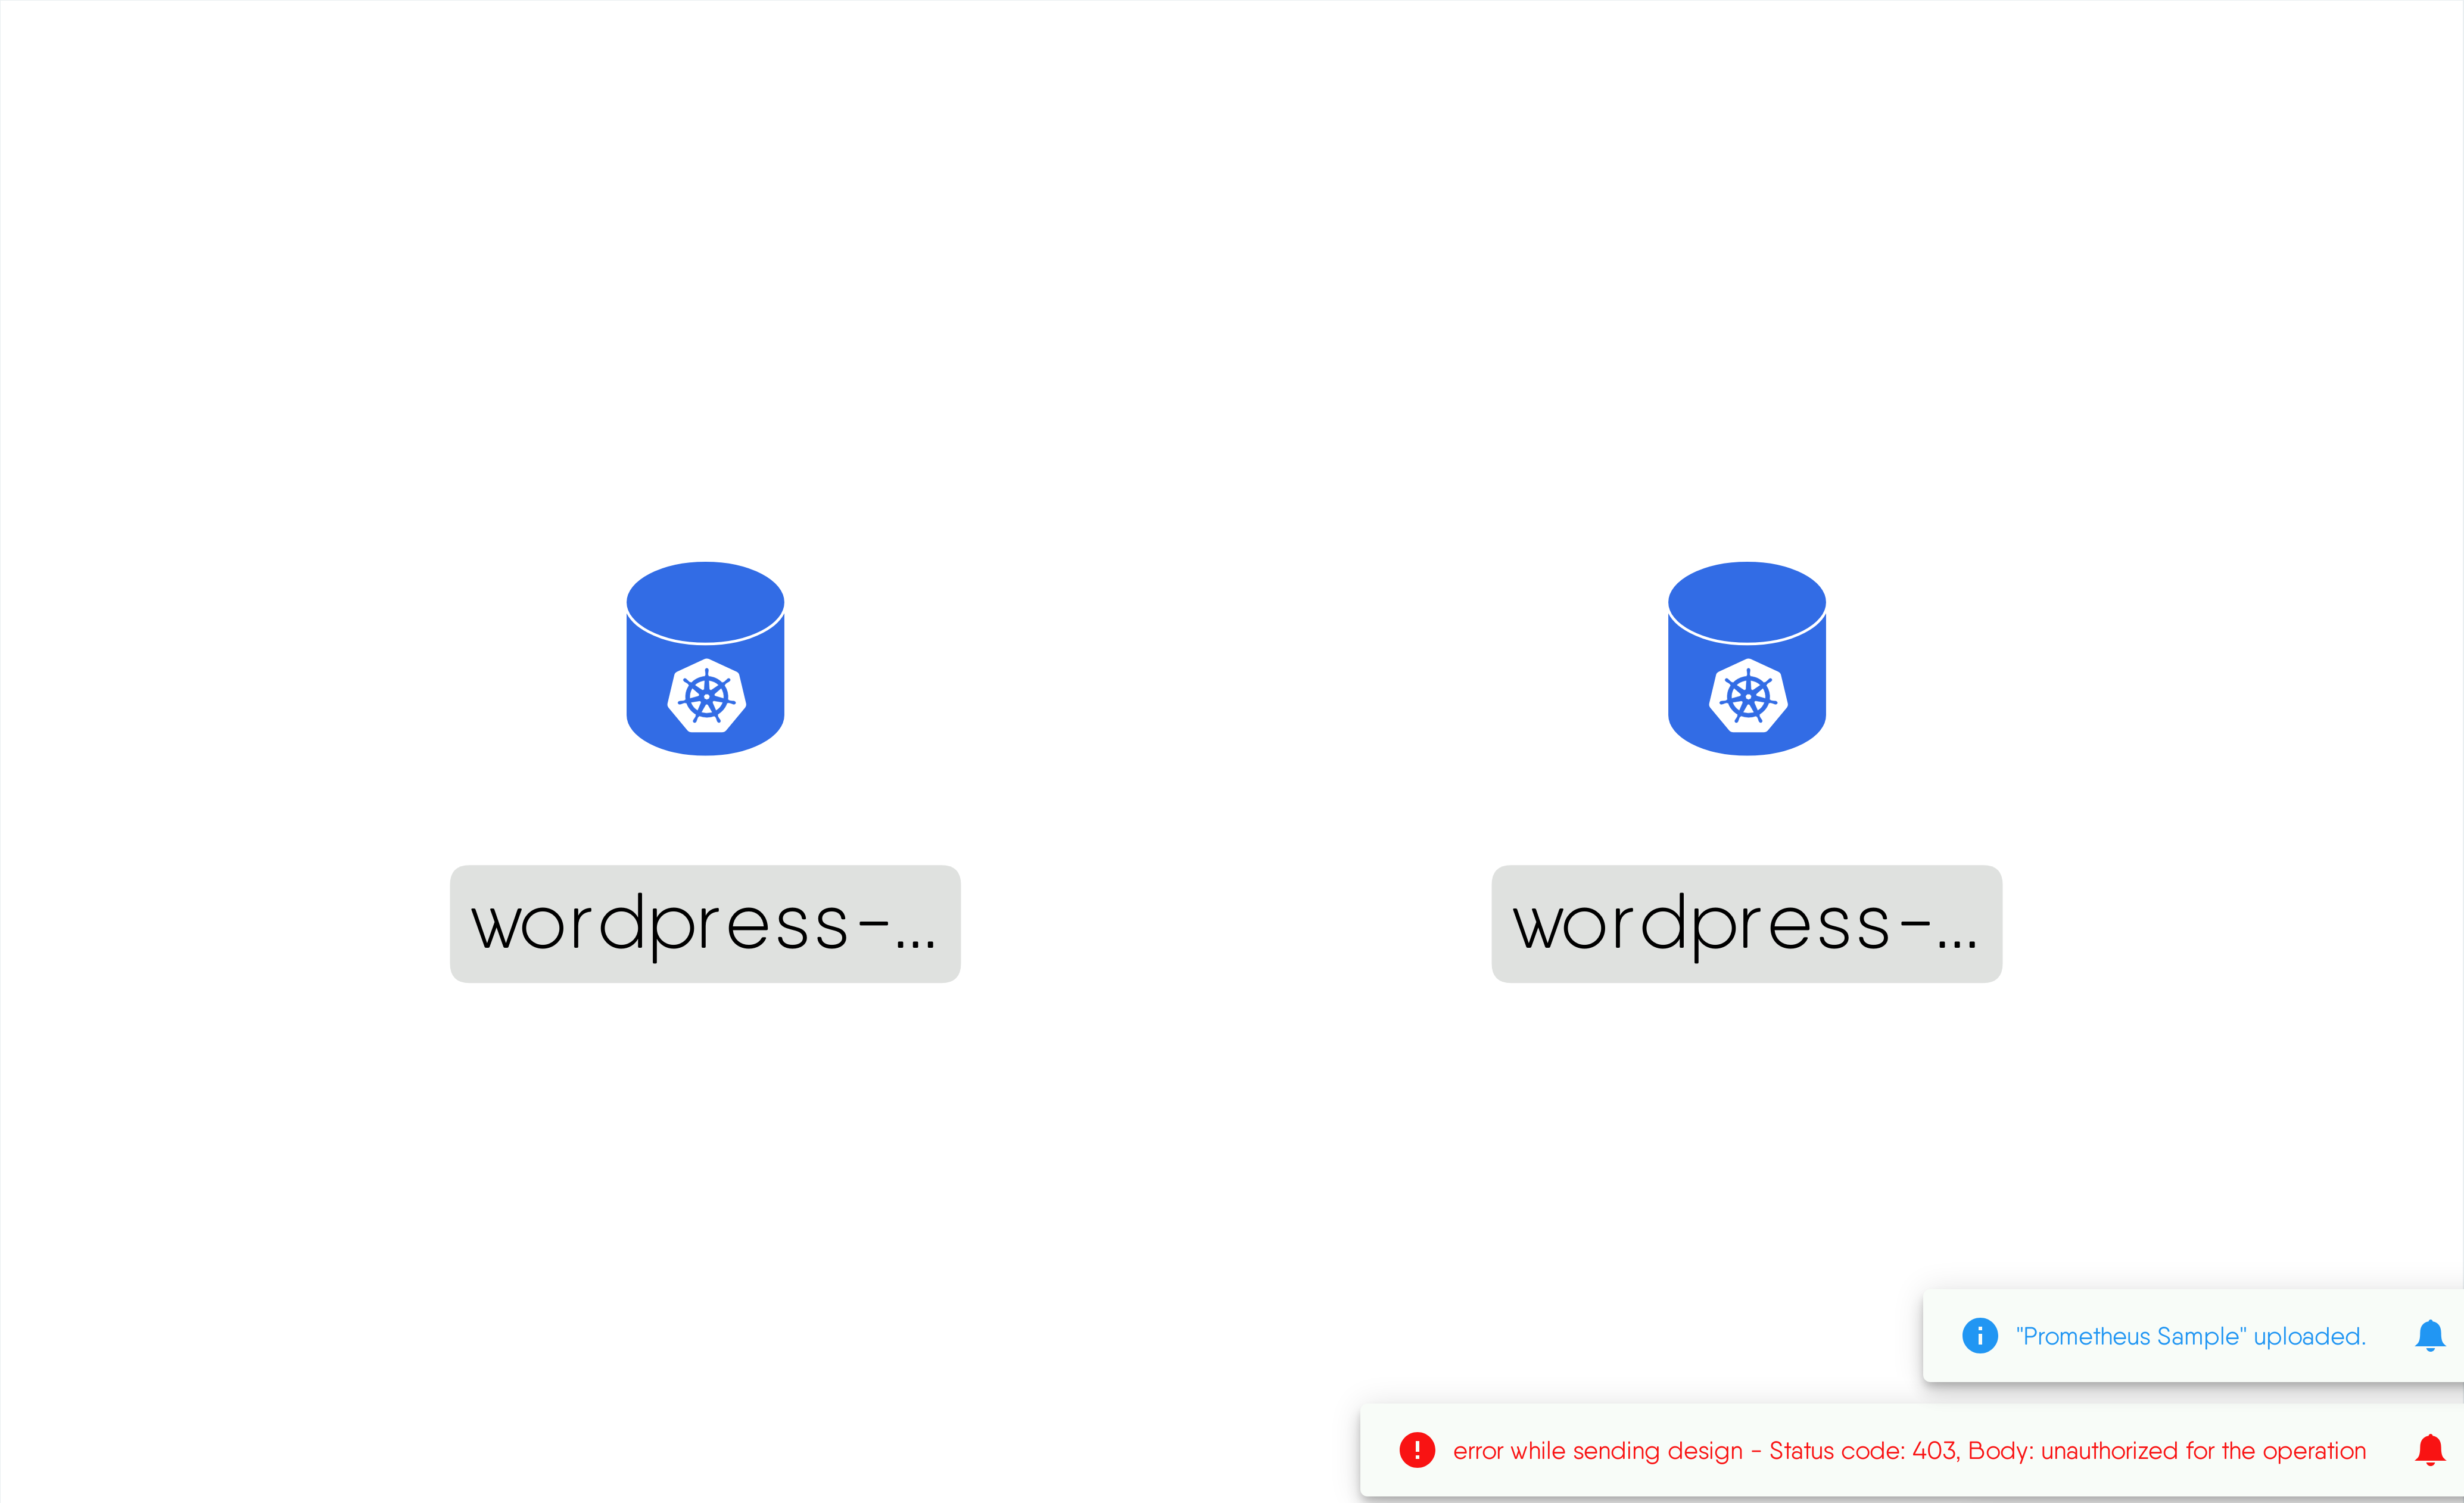 wordpress-...
wordpress-...
"Prometheus Sample" uploaded.
error while sending design - Status code: 403, Body: unauthorized for the operation